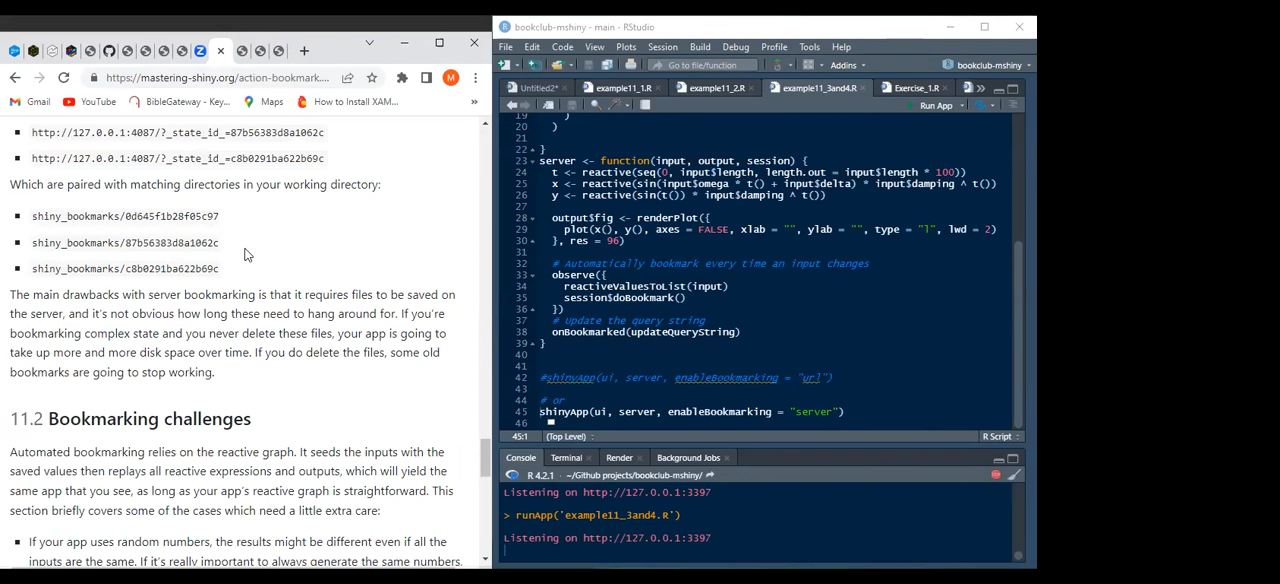 https://mastering-shiny.org/action-bookmark....
M
Gmail
YouTube
BibleGateway - Key...
Maps
How to Install XAM...
»
http://127.0.0.1:4087/?_state_id_=87b56383d8a1062c
http://127.0.0.1:4087/?_state_id_=c8b0291ba622b69c
Which are paired with matching directories in your working directory:
shiny_bookmarks/0d645f1b28f05c97
shiny_bookmarks/87b56383d8a1062c
shiny_bookmarks/c8b0291ba622b69c
The main drawbacks with server bookmarking is that it requires files to be saved on
the server, and it's not obvious how long these need to hang around for. If you're
bookmarking complex state and you never delete these files, your app is going to
take up more and more disk space over time. If you do delete the files, some old
bookmarks are going to stop working.
11.2 Bookmarking challenges
Automated bookmarking relies on the reactive graph. It seeds the inputs with the
saved values then replays all reactive expressions and outputs, which will yield the
same app that you see, as long as your app's reactive graph is straightforward. This
section briefly covers some of the cases which need a little extra care:
If your app uses random numbers, the results might be different even if all the
inputs are the same. If it's really important to always generate the same numbers,
bookclub-mshiny - main - RStudio
File Edit Code View Plots Session Build Debug Profile Tools Help
Go to file/function
Addins
bookclub-mshiny
Untitled2*
example11_1.R
example11_2.R
example11_3and4.R
Exercise_1.R
Run App
19 )
20 )
21
22 }
23 server <- function(input, output, session) {
24 t <- reactive(seq(0, input$length, length.out = input$length * 100))
25 x <- reactive(sin(input$omega * t() + input$delta) * input$damping ^ t())
26 y <- reactive(sin(t()) * input$damping ^ t())
27
28 output$fig <- renderPlot({
29 plot(x(), y(), axes = FALSE, xlab = "", ylab = "", type = "l", lwd = 2)
30 }, res = 96)
31
32 # Automatically bookmark every time an input changes
33 observe({
34 reactiveValuesToList(input)
35 session$doBookmark()
36 })
37 # Update the query string
38 onBookmarked(updateQueryString)
39 }
40
41
42 #shinyApp(ui, server, enableBookmarking = "url")
43
44 # or
45 shinyApp(ui, server, enableBookmarking = "server")
46
45:1 (Top Level)
R Script
Console Terminal Render Background Jobs
R 4.2.1 · ~/Github projects/bookclub-mshiny/
Listening on http://127.0.0.1:3397
> runApp('example11_3and4.R')
Listening on http://127.0.0.1:3397